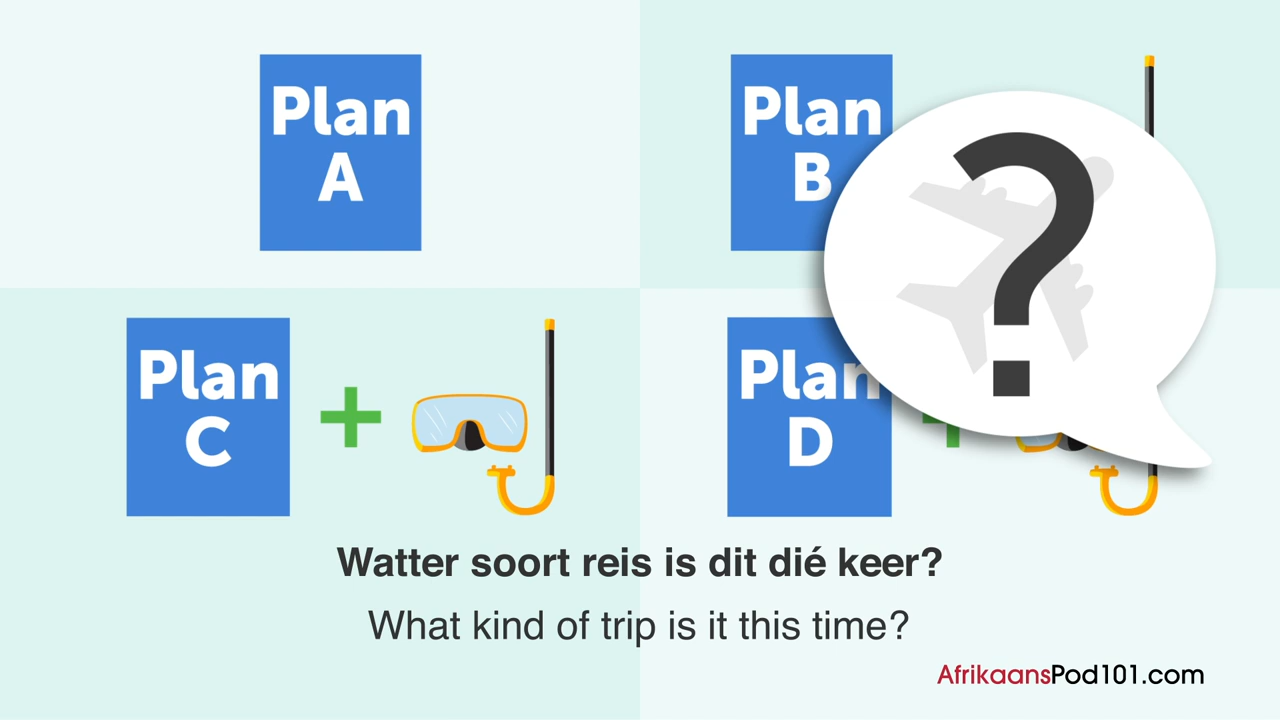 Plan
A
Plan
B
Plan
C
Plan
D
?
Watter soort reis is dit dié keer?
What kind of trip is it this time?
AfrikaansPod101.com